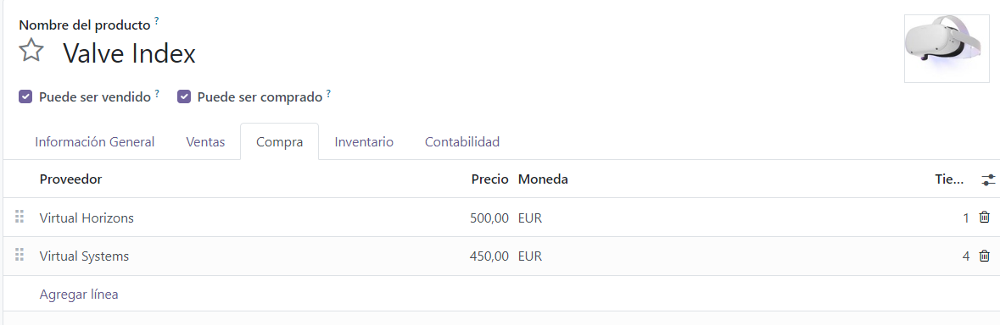 Nombre del producto ?
Valve Index
Puede ser vendido ? Puede ser comprado ?
Información General Ventas Compra Inventario Contabilidad
Proveedor Precio Moneda Tie...
Virtual Horizons 500,00 EUR 1
Virtual Systems 450,00 EUR 4
Agregar línea